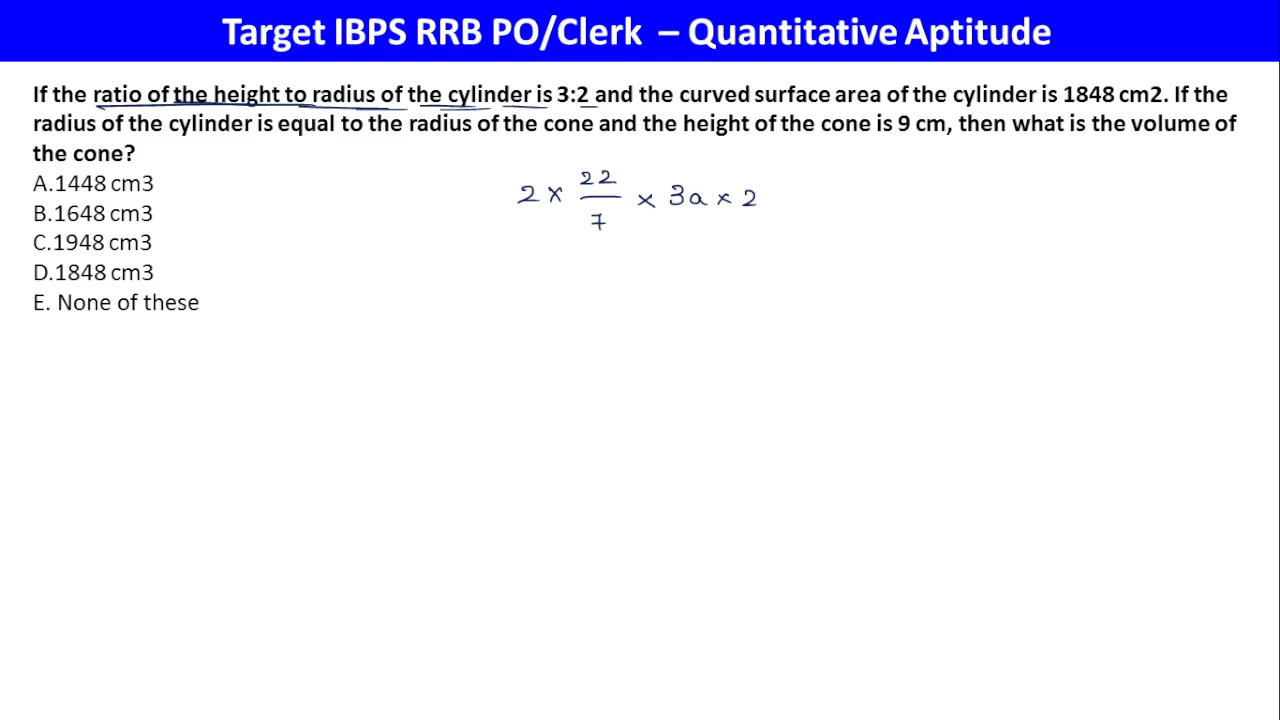 Target IBPS RRB PO/Clerk – Quantitative Aptitude
If the ratio of the height to radius of the cylinder is 3:2 and the curved surface area of the cylinder is 1848 cm2. If the
radius of the cylinder is equal to the radius of the cone and the height of the cone is 9 cm, then what is the volume of
the cone?
A.1448 cm3
B.1648 cm3
C.1948 cm3
D.1848 cm3
E. None of these
2 × 22/7 × 3a × 2